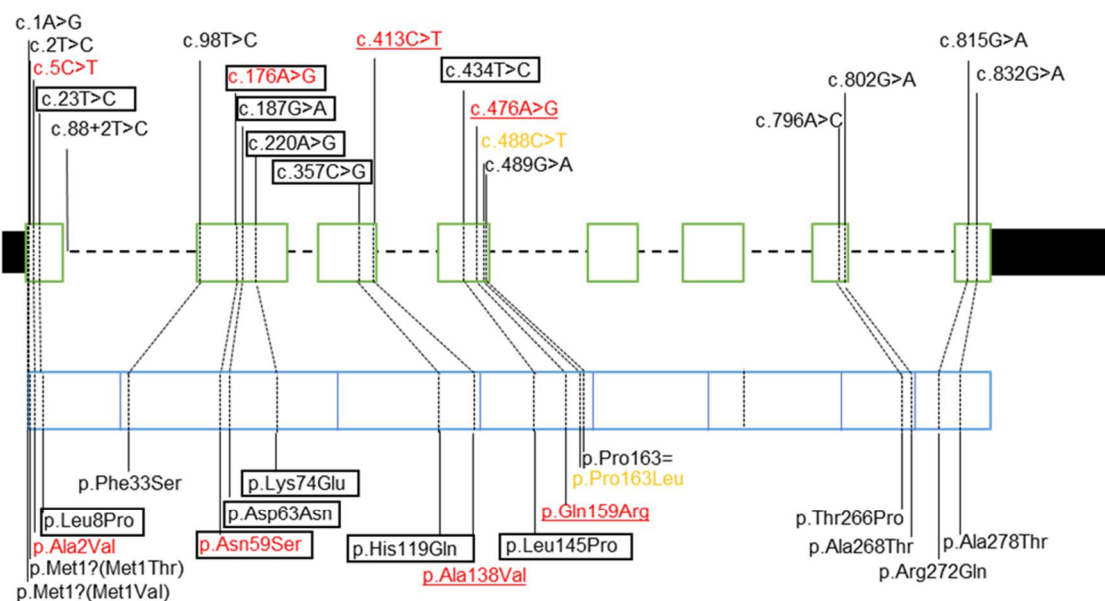 c.1A>G
c.2T>C
c.5C>T
c.23T>C
c.88+2T>C
c.98T>C
c.176A>G
c.187G>A
c.220A>G
c.357C>G
c.413C>T
c.434T>C
c.476A>G
c.488C>T
c.489G>A
c.796A>C
c.802G>A
c.815G>A
c.832G>A
p.Phe33Ser
p.Leu8Pro
p.Ala2Val
p.Met1?(Met1Thr)
p.Met1?(Met1Val)
p.Lys74Glu
p.Asp63Asn
p.Asn59Ser
p.His119Gln
p.Ala138Val
p.Pro163=
p.Pro163Leu
p.Gln159Arg
p.Leu145Pro
p.Thr266Pro
p.Ala268Thr
p.Arg272Gln
p.Ala278Thr